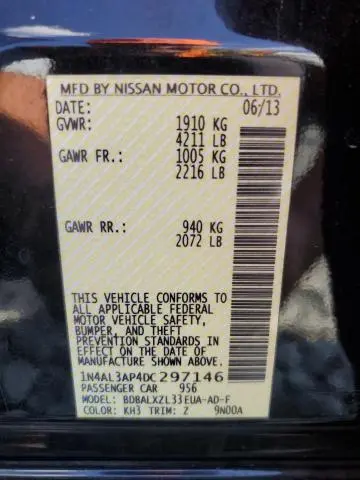 MFD BY NISSAN MOTOR CO., LTD.
DATE: 06/13
GVWR: 1910 KG
4211 LB
GAWR FR.: 1005 KG
2216 LB
GAWR RR.: 940 KG
2072 LB
THIS VEHICLE CONFORMS TO
ALL APPLICABLE FEDERAL
MOTOR VEHICLE SAFETY,
BUMPER, AND THEFT
PREVENTION STANDARDS IN
EFFECT ON THE DATE OF
MANUFACTURE SHOWN ABOVE.
1N4AL3AP4DC297146
PASSENGER CAR 956
MODEL: BDBALXZL33EUA-AD-F
COLOR: KH3 TRIM: Z 9N00A